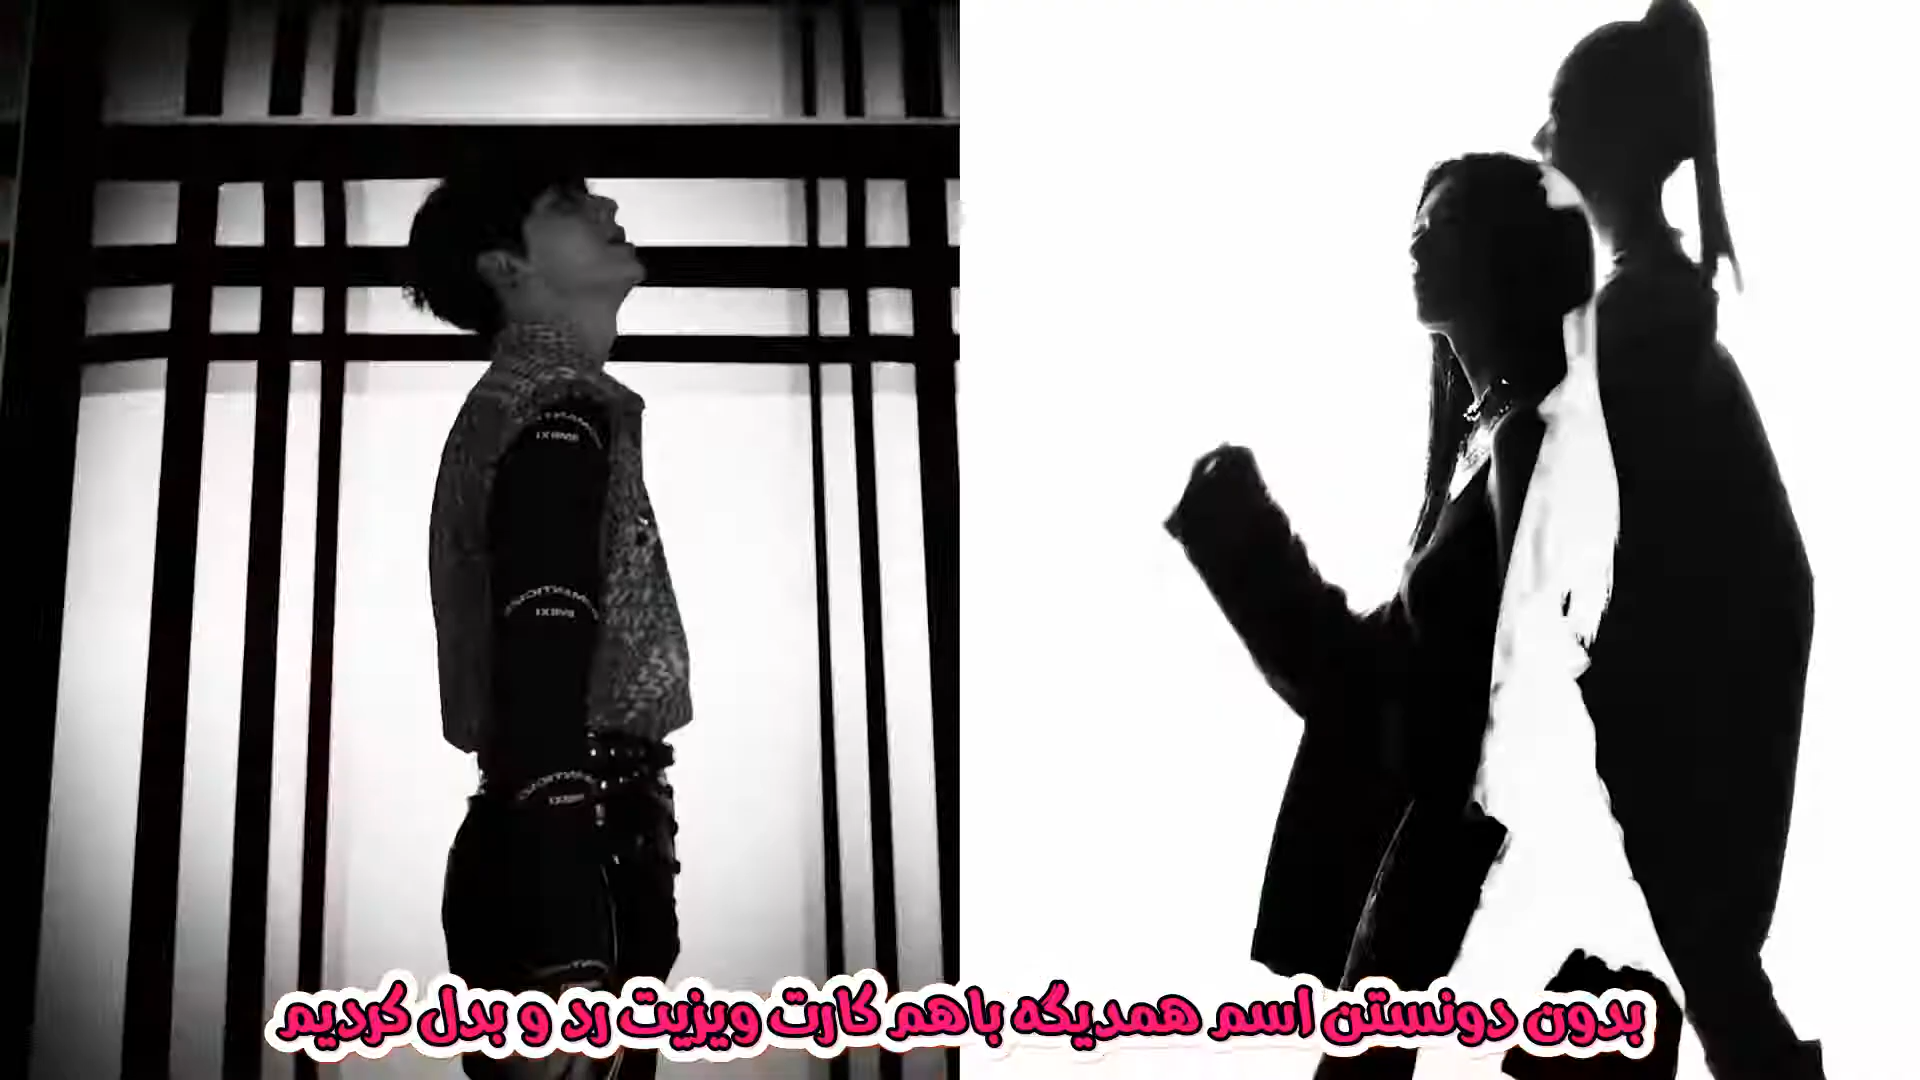 بدون دونستن اسم همدیگه باهم کارت ویزیت رد و بدل کردیم